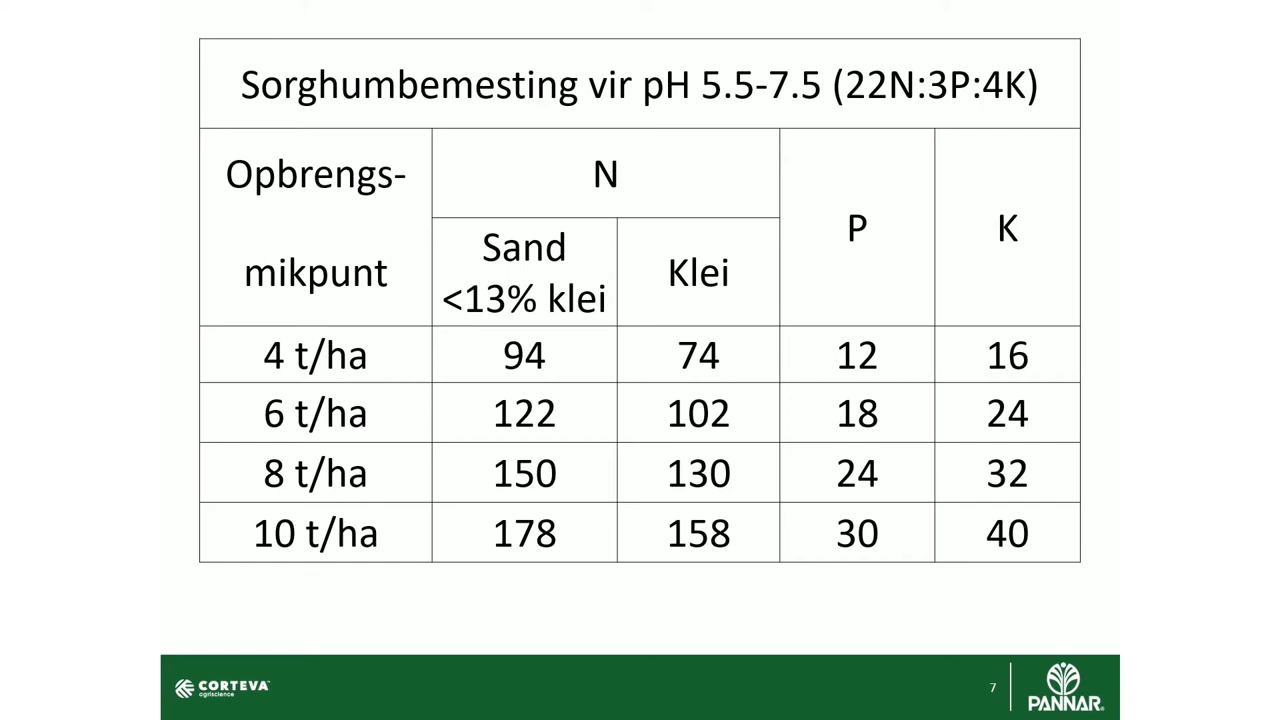 Sorghumbemesting vir pH 5.5-7.5 (22N:3P:4K)
Opbrengs-
mikpunt
N
P
K
Sand
<13% klei
Klei
4 t/ha 94 74 12 16
6 t/ha 122 102 18 24
8 t/ha 150 130 24 32
10 t/ha 178 158 30 40
CORTEVA
agriscience
7
PANNAR